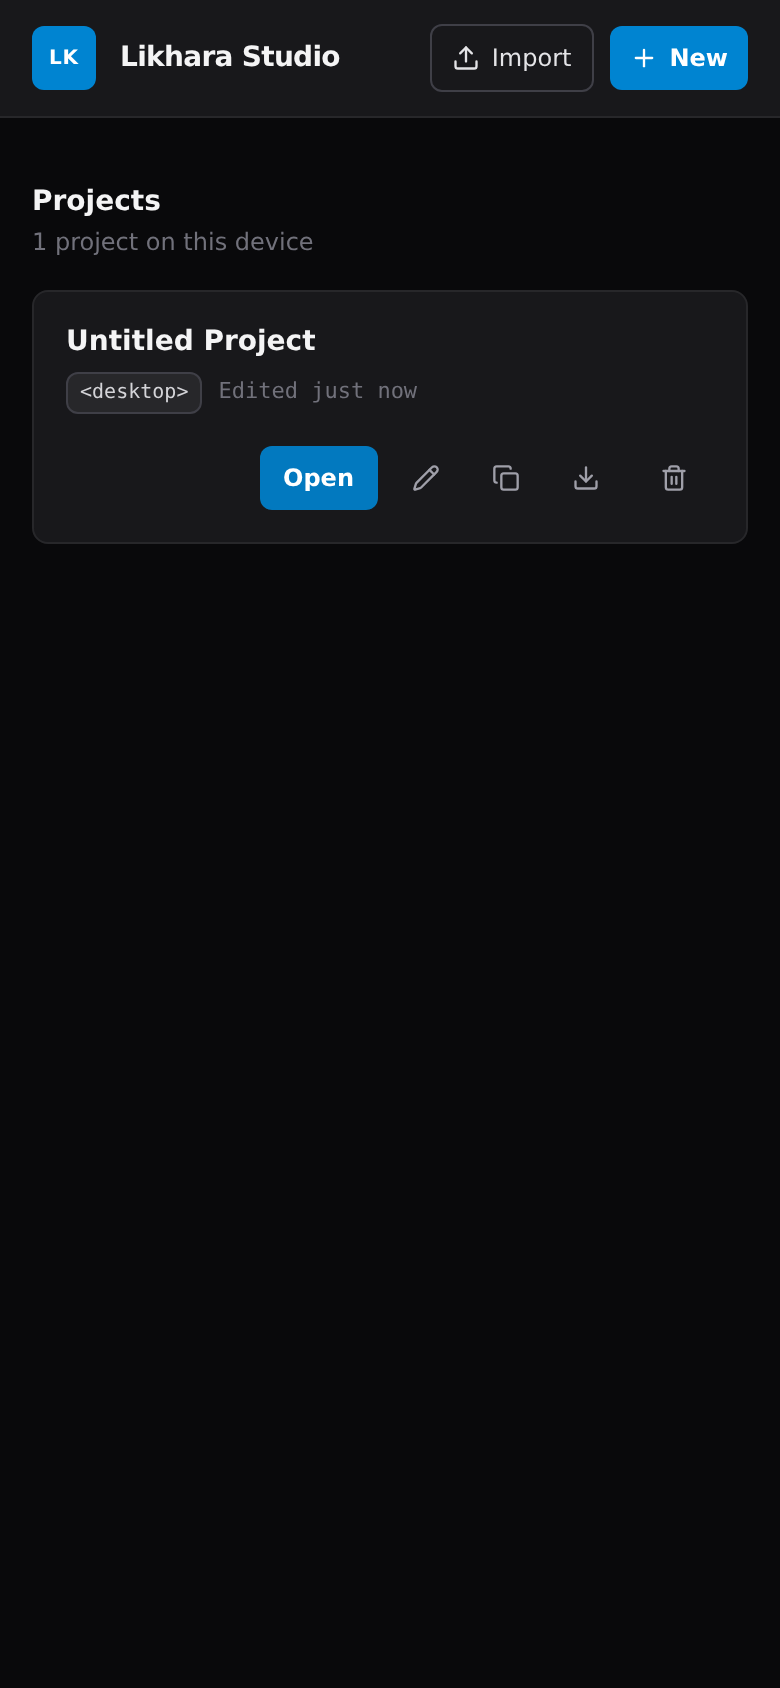 LK Likhara Studio Import New
Projects
1 project on this device
Untitled Project
<desktop> Edited just now
Open